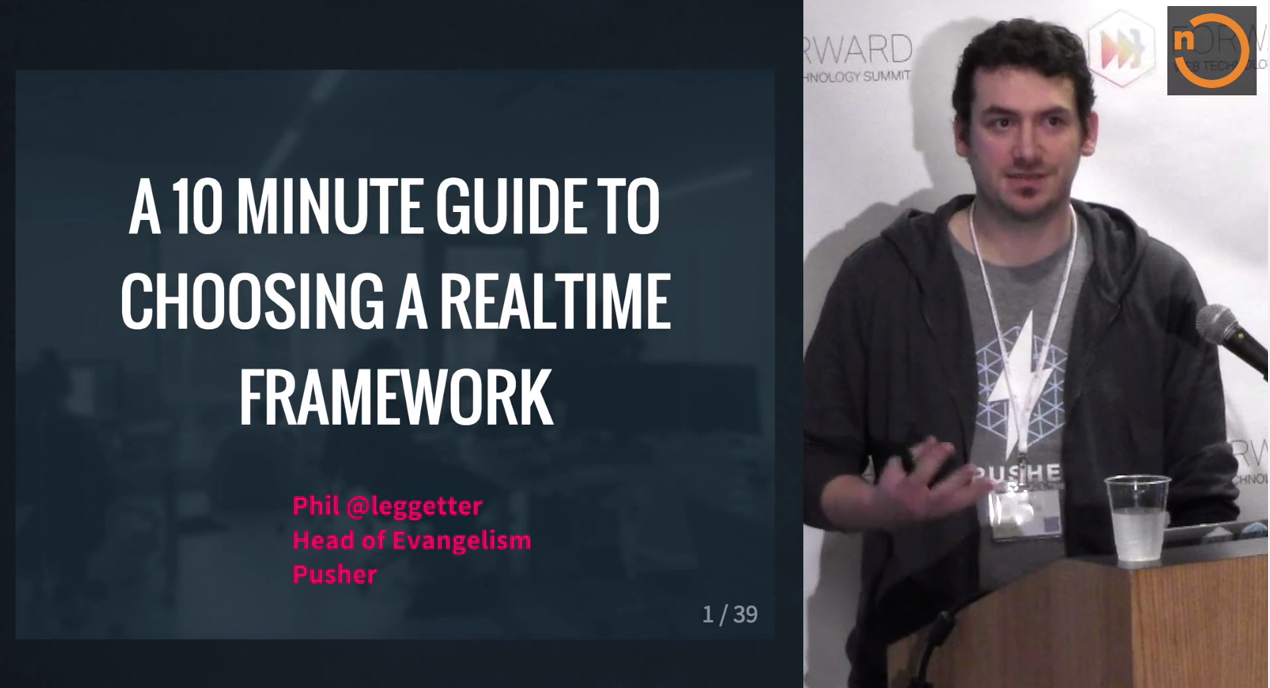 A 10 MINUTE GUIDE TO
CHOOSING A REALTIME
FRAMEWORK
Phil @leggetter
Head of Evangelism
Pusher
1 / 39
RWARD
HNOLOGY SUMMIT
n
PUSHE